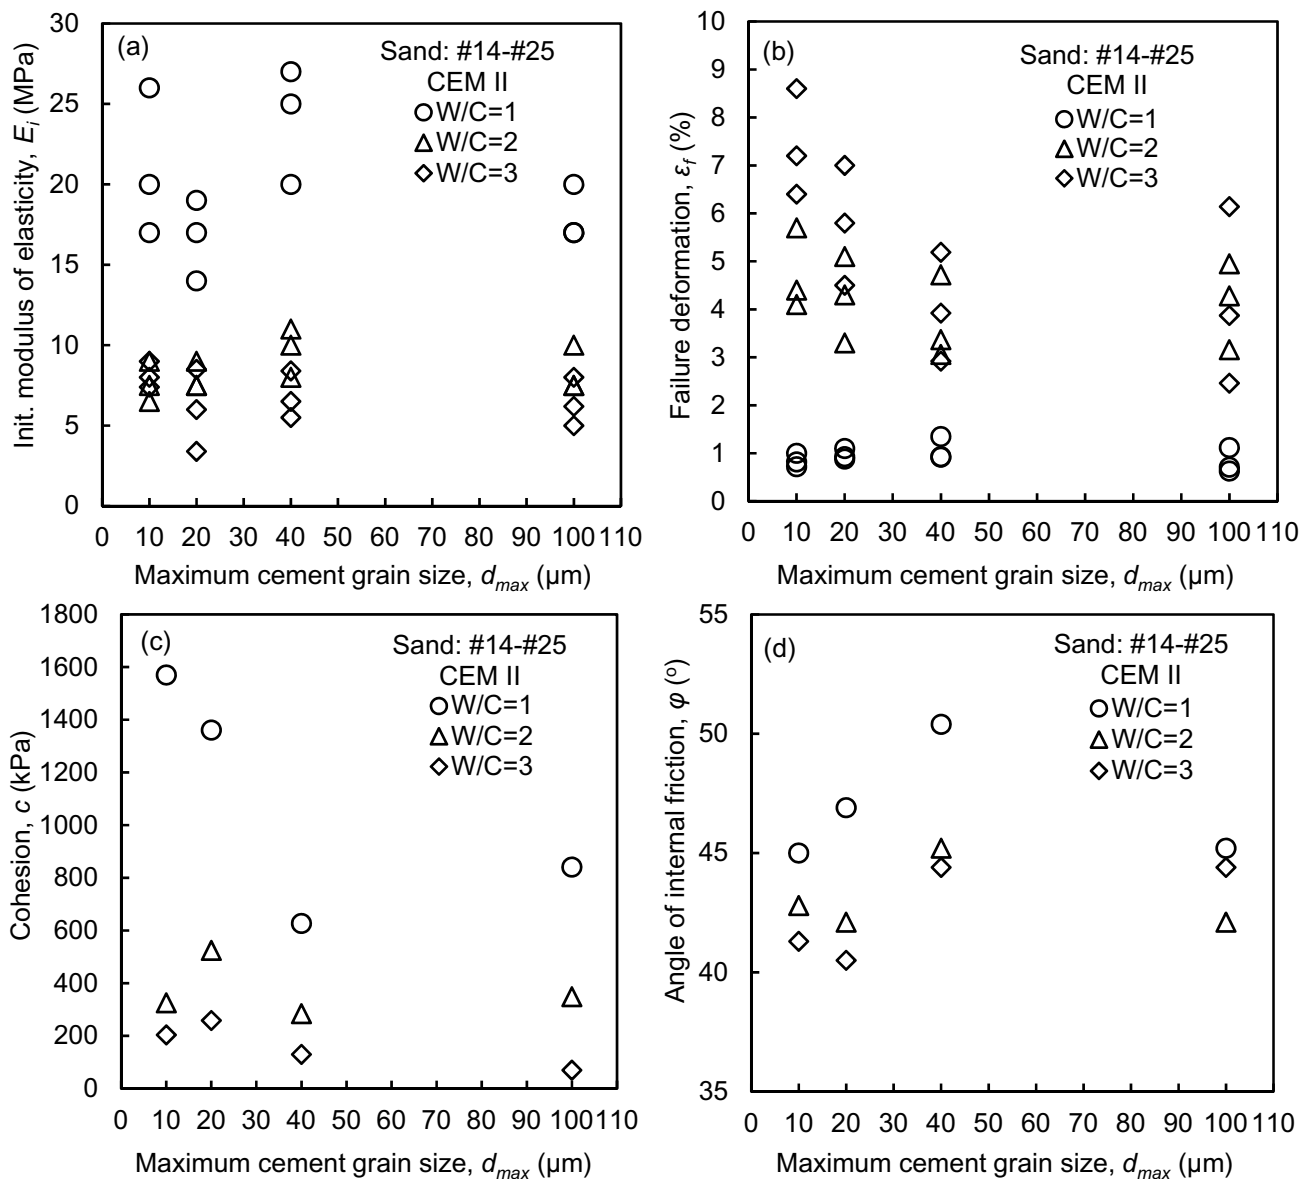 (a)
Sand: #14-#25
CEM II
W/C=1
W/C=2
W/C=3
Init. modulus of elasticity, E_i (MPa)
30
25
20
15
10
5
0
0 10 20 30 40 50 60 70 80 90 100 110
Maximum cement grain size, d_max (µm)
(b)
Sand: #14-#25
CEM II
W/C=1
W/C=2
W/C=3
Failure deformation, ε_f (%)
10
9
8
7
6
5
4
3
2
1
0
0 10 20 30 40 50 60 70 80 90 100 110
Maximum cement grain size, d_max (µm)
(c)
Sand: #14-#25
CEM II
W/C=1
W/C=2
W/C=3
Cohesion, c (kPa)
1800
1600
1400
1200
1000
800
600
400
200
0
0 10 20 30 40 50 60 70 80 90 100 110
Maximum cement grain size, d_max (µm)
(d)
Sand: #14-#25
CEM II
W/C=1
W/C=2
W/C=3
Angle of internal friction, φ (°)
55
50
45
40
35
0 10 20 30 40 50 60 70 80 90 100 110
Maximum cement grain size, d_max (µm)